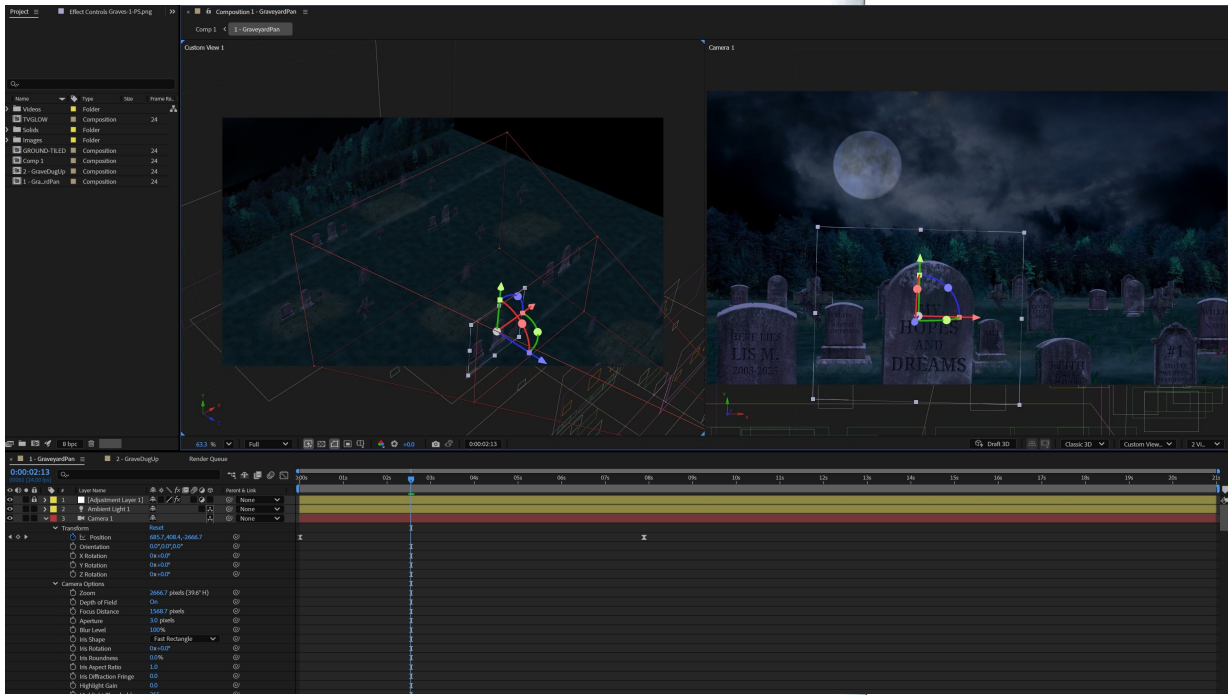 Project
Effect Controls Graves-1-PS.png
Composition 1 - GraveyardPan
Comp 1
1 - GraveyardPan
Custom View 1
Camera 1
Name
Type
Size
Frame Ra..
Videos
Folder
TVGLOW
Composition
24
Solids
Folder
Images
Folder
GROUND-TILED
Composition
24
Comp 1
Composition
24
2 - GraveDugUp
Composition
24
1 - Gra...rdPan
Composition
24
HOPES
AND
DREAMS
LIS M.
2003-2025
#1
8 bpc
63.3 %
Full
+0.0
0:00:02:13
Draft 3D
Classic 3D
Custom View...
2 Vi...
1 - GraveyardPan
2 - GraveDugUp
Render Queue
0:00:02:13
01s
02s
03s
04s
05s
06s
07s
08s
09s
10s
11s
12s
13s
14s
15s
16s
17s
18s
19s
20s
#
Layer Name
Parent & Link
1
[Adjustment Layer 1]
None
2
Ambient Light 1
None
3
Camera 1
None
Transform
Reset
Position
685.7,408.4,-2666.7
Orientation
0.0°,0.0°,0.0°
X Rotation
0x+0.0°
Y Rotation
0x+0.0°
Z Rotation
0x+0.0°
Camera Options
Zoom
2666.7 pixels (39.6° H)
Depth of Field
On
Focus Distance
1568.7 pixels
Aperture
3.0 pixels
Blur Level
100%
Iris Shape
Fast Rectangle
Iris Rotation
0x+0.0°
Iris Roundness
0.0%
Iris Aspect Ratio
1.0
Iris Diffraction Fringe
0.0
Highlight Gain
0.0